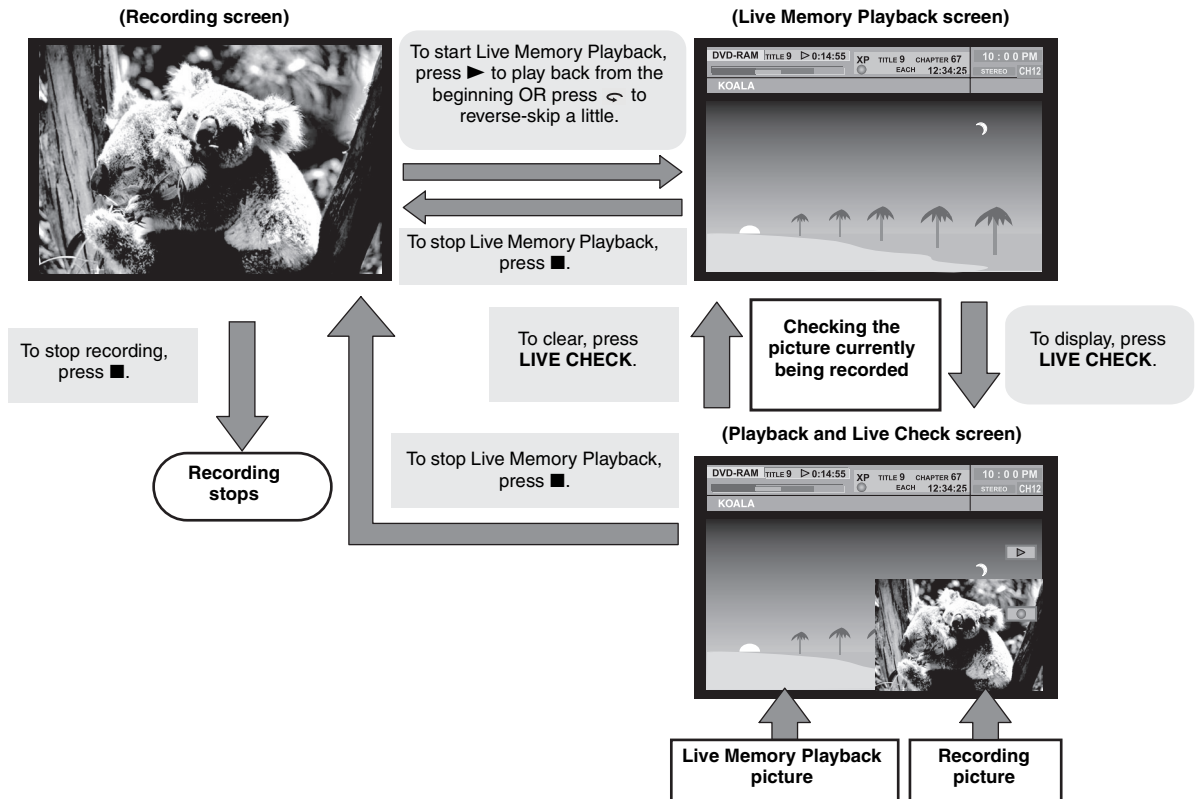 (Recording screen)
(Live Memory Playback screen)
To start Live Memory Playback,
press ► to play back from the
beginning OR press ⤺ to
reverse-skip a little.
DVD-RAM TITLE 9 ▷ 0:14:55 XP TITLE 9 CHAPTER 67 10:00 PM
EACH 12:34:25 STEREO CH12
KOALA
To stop Live Memory Playback,
press ■.
To stop recording,
press ■.
To clear, press
LIVE CHECK.
Checking the
picture currently
being recorded
To display, press
LIVE CHECK.
Recording
stops
To stop Live Memory Playback,
press ■.
(Playback and Live Check screen)
DVD-RAM TITLE 9 ▷ 0:14:55 XP TITLE 9 CHAPTER 67 10:00 PM
EACH 12:34:25 STEREO CH12
KOALA
Live Memory Playback
picture
Recording
picture